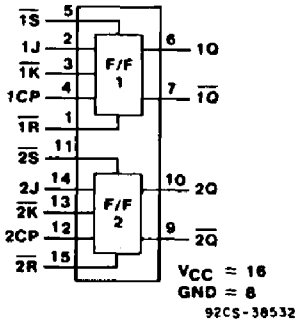 1S̅ 5
1J 2
1K̅ 3
1CP 4
1R̅ 1
F/F
1
6 1Q
7 1Q̅
2S̅ 11
2J 14
2K̅ 13
2CP 12
2R̅ 15
F/F
2
10 2Q
9 2Q̅
VCC = 16
GND = 8
92CS-38532